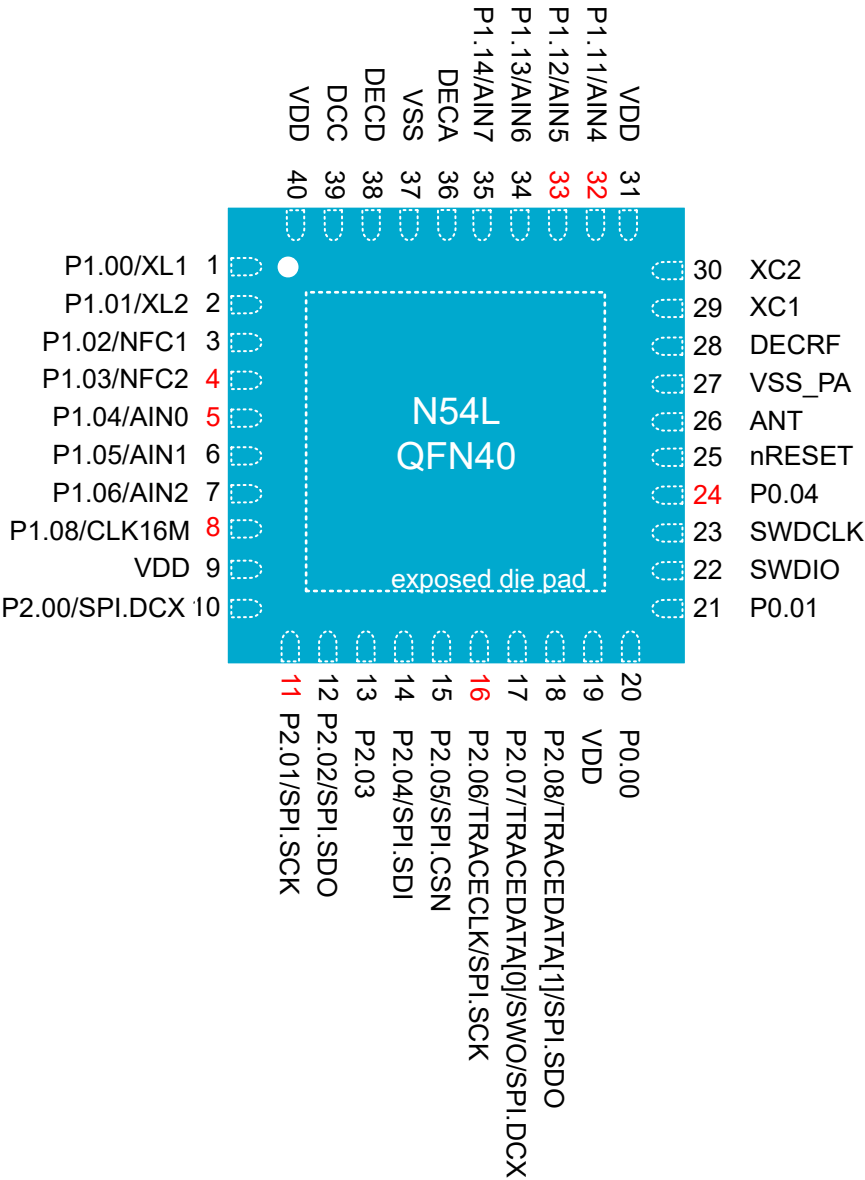 VDD 40
DCC 39
DECD 38
VSS 37
DECA 36
P1.14/AIN7 35
P1.13/AIN6 34
P1.12/AIN5 33
P1.11/AIN4 32
VDD 31
P1.00/XL1 1
P1.01/XL2 2
P1.02/NFC1 3
P1.03/NFC2 4
P1.04/AIN0 5
P1.05/AIN1 6
P1.06/AIN2 7
P1.08/CLK16M 8
VDD 9
P2.00/SPI.DCX 10
N54L
QFN40
exposed die pad
30 XC2
29 XC1
28 DECRF
27 VSS_PA
26 ANT
25 nRESET
24 P0.04
23 SWDCLK
22 SWDIO
21 P0.01
11 P2.01/SPI.SCK
12 P2.02/SPI.SDO
13 P2.03
14 P2.04/SPI.SDI
15 P2.05/SPI.CSN
16 P2.06/TRACECLK/SPI.SCK
17 P2.07/TRACEDATA[0]/SWO/SPI.DCX
18 P2.08/TRACEDATA[1]/SPI.SDO
19 VDD
20 P0.00